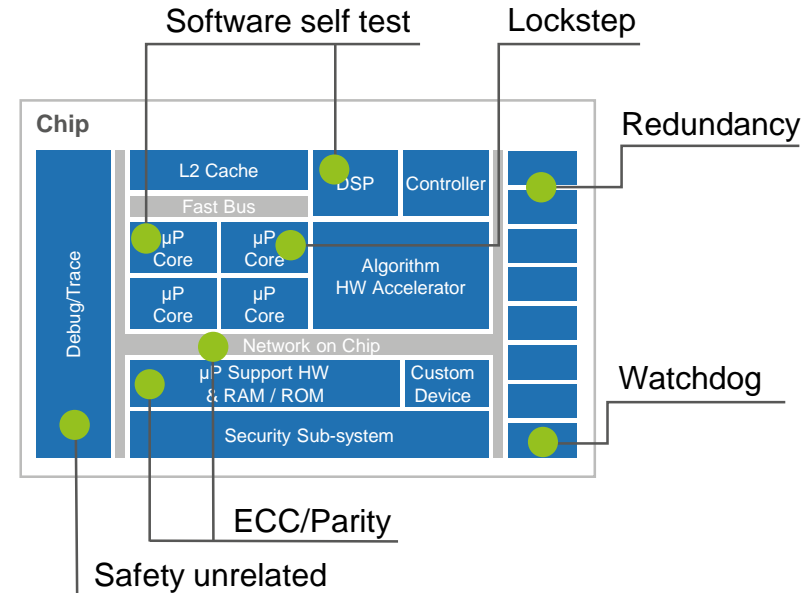 Software self test
Lockstep
Chip
Redundancy
L2 Cache
DSP
Controller
Fast Bus
µP
Core
µP
Core
Algorithm
HW Accelerator
Debug/Trace
µP
Core
µP
Core
Network on Chip
µP Support HW
& RAM / ROM
Custom
Device
Watchdog
Security Sub-system
ECC/Parity
Safety unrelated